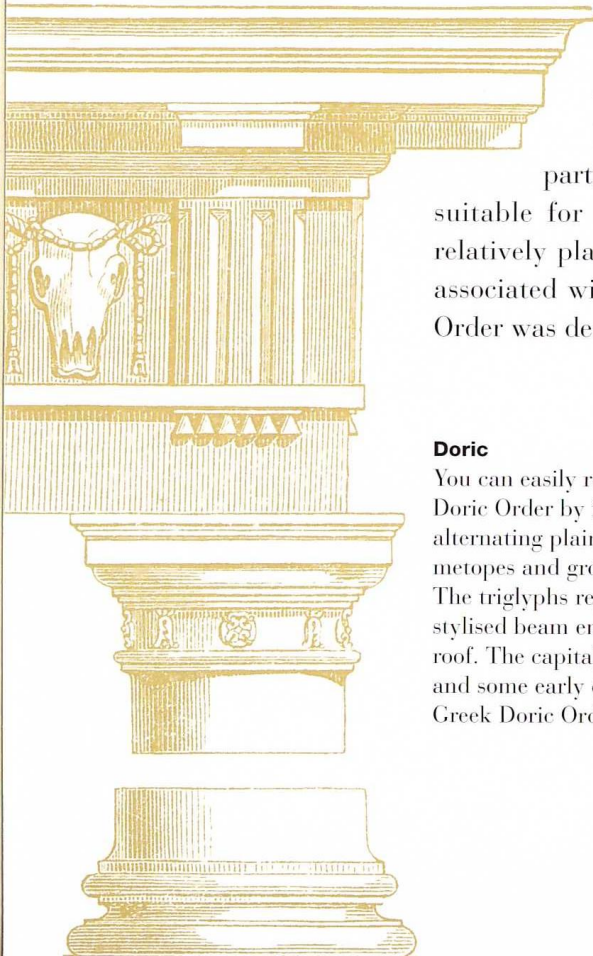 part
suitable for
relatively pla
associated wi
Order was de
Doric
You can easily r
Doric Order by
alternating plain
metopes and gro
The triglyphs re
stylised beam en
roof. The capita
and some early
Greek Doric Ord